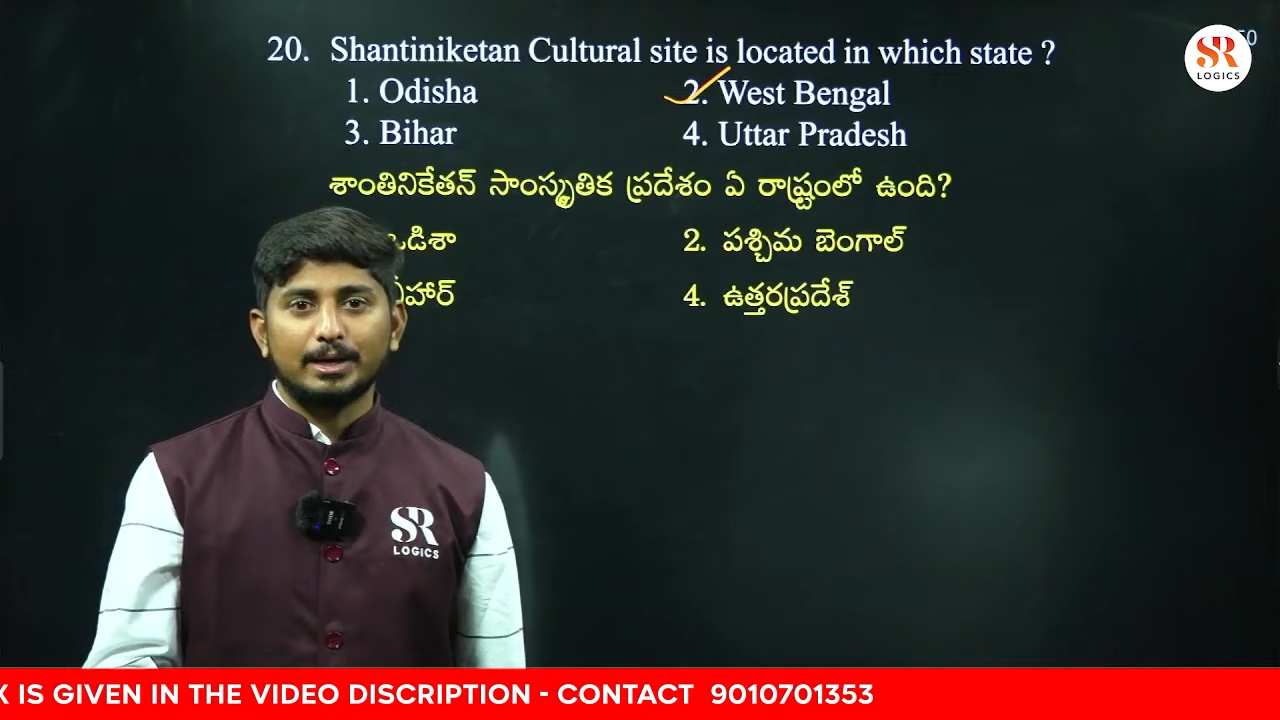 20. Shantiniketan Cultural site is located in which state ?
1. Odisha 2. West Bengal
3. Bihar 4. Uttar Pradesh
శాంతినికేతన్ సాంస్కృతిక ప్రదేశం ఏ రాష్ట్రంలో ఉంది?
2. పశ్చిమ బెంగాల్
4. ఉత్తరప్రదేశ్
SR
LOGICS
SR
LOGICS
IS GIVEN IN THE VIDEO DISCRIPTION - CONTACT 9010701353